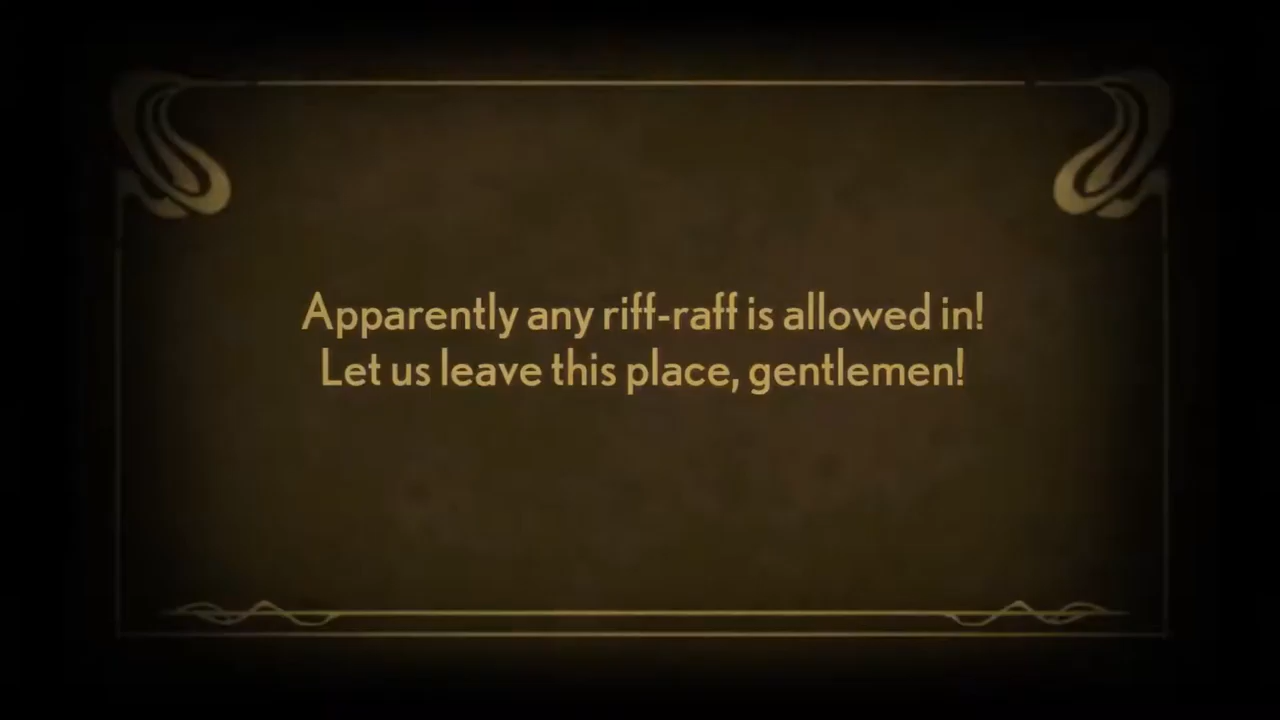 Apparently any riff-raff is allowed in!
Let us leave this place, gentlemen!